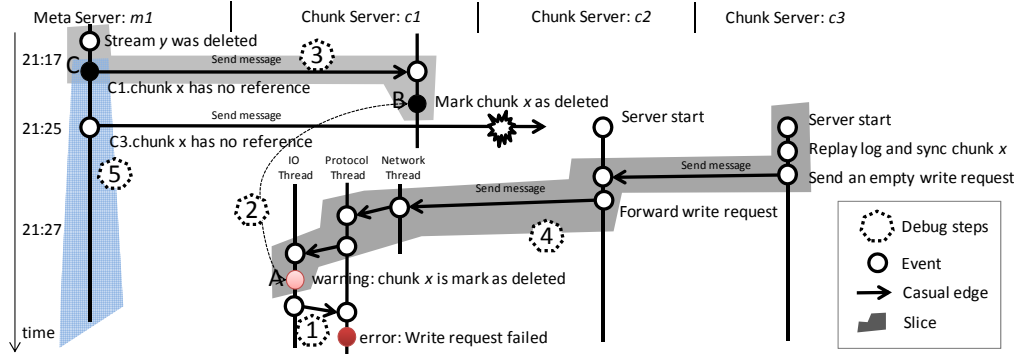 Meta Server: m1
Chunk Server: c1
Chunk Server: c2
Chunk Server: c3
Stream y was deleted
21:17
Send message
3
C
C1.chunk x has no reference
B
Mark chunk x as deleted
Send message
21:25
C3.chunk x has no reference
Server start
Server start
Replay log and sync chunk x
Send message
Send an empty write request
5
IO
Thread
Protocol
Thread
Network
Thread
Send message
2
Forward write request
21:27
4
A
warning: chunk x is mark as deleted
1
error: Write request failed
time
Debug steps
Event
Casual edge
Slice